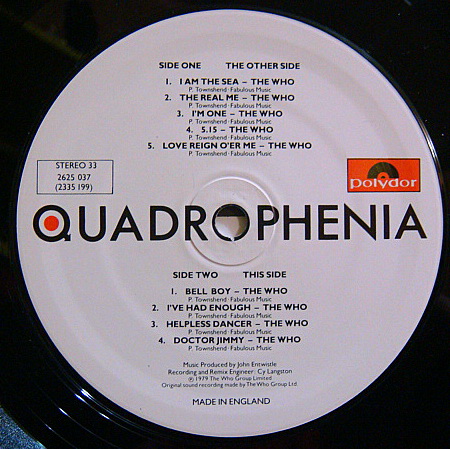 SIDE ONE THE OTHER SIDE
1. I AM THE SEA – THE WHO
P. Townshend·Fabulous Music
2. THE REAL ME – THE WHO
P. Townshend·Fabulous Music
3. I'M ONE – THE WHO
P. Townshend·Fabulous Music
4. 5.15 – THE WHO
P. Townshend·Fabulous Music
5. LOVE REIGN O'ER ME – THE WHO
P. Townshend·Fabulous Music
STEREO 33
2625 037
(2335 199)
polydor
QUADROPHENIA
SIDE TWO THIS SIDE
1. BELL BOY – THE WHO
P. Townshend·Fabulous Music
2. I'VE HAD ENOUGH – THE WHO
P. Townshend·Fabulous Music
3. HELPLESS DANCER – THE WHO
P. Townshend·Fabulous Music
4. DOCTOR JIMMY – THE WHO
P. Townshend·Fabulous Music
Music Produced by John Entwistle
Recording and Remix Engineer·Cy Langston
℗ 1979 The Who Group Limited
Original sound recording made by The Who Group Ltd.
MADE IN ENGLAND